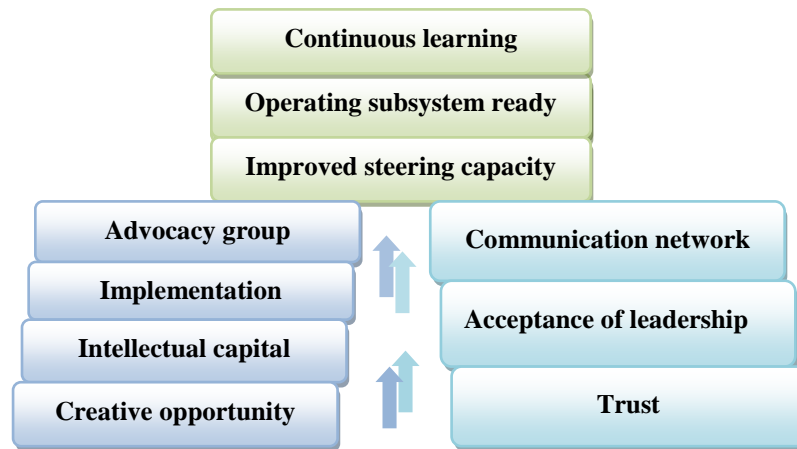 Continuous learning
Operating subsystem ready
Improved steering capacity
Advocacy group
Implementation
Intellectual capital
Creative opportunity
Communication network
Acceptance of leadership
Trust